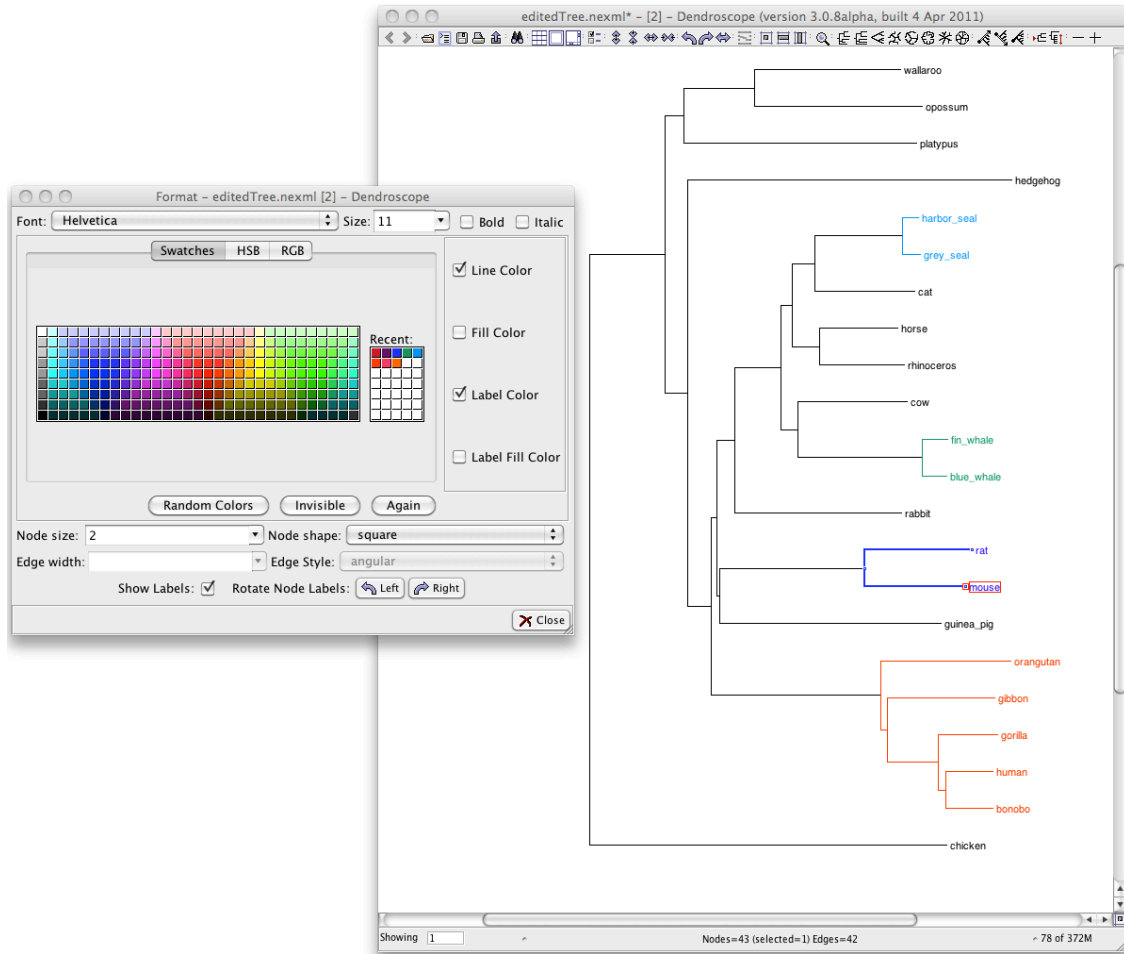 editedTree.nexml* - [2] - Dendroscope (version 3.0.8alpha, built 4 Apr 2011)
wallaroo
opossum
platypus
hedgehog
harbor_seal
grey_seal
cat
horse
rhinoceros
cow
fin_whale
blue_whale
rabbit
rat
mouse
guinea_pig
orangutan
gibbon
gorilla
human
bonobo
chicken
Showing 1 Nodes=43 (selected=1) Edges=42 78 of 372M
Format - editedTree.nexml [2] - Dendroscope
Font: Helvetica Size: 11 Bold Italic
Swatches HSB RGB
Line Color
Fill Color
Recent:
Label Color
Label Fill Color
Random Colors Invisible Again
Node size: 2 Node shape: square
Edge width: Edge Style: angular
Show Labels: Rotate Node Labels: Left Right
Close